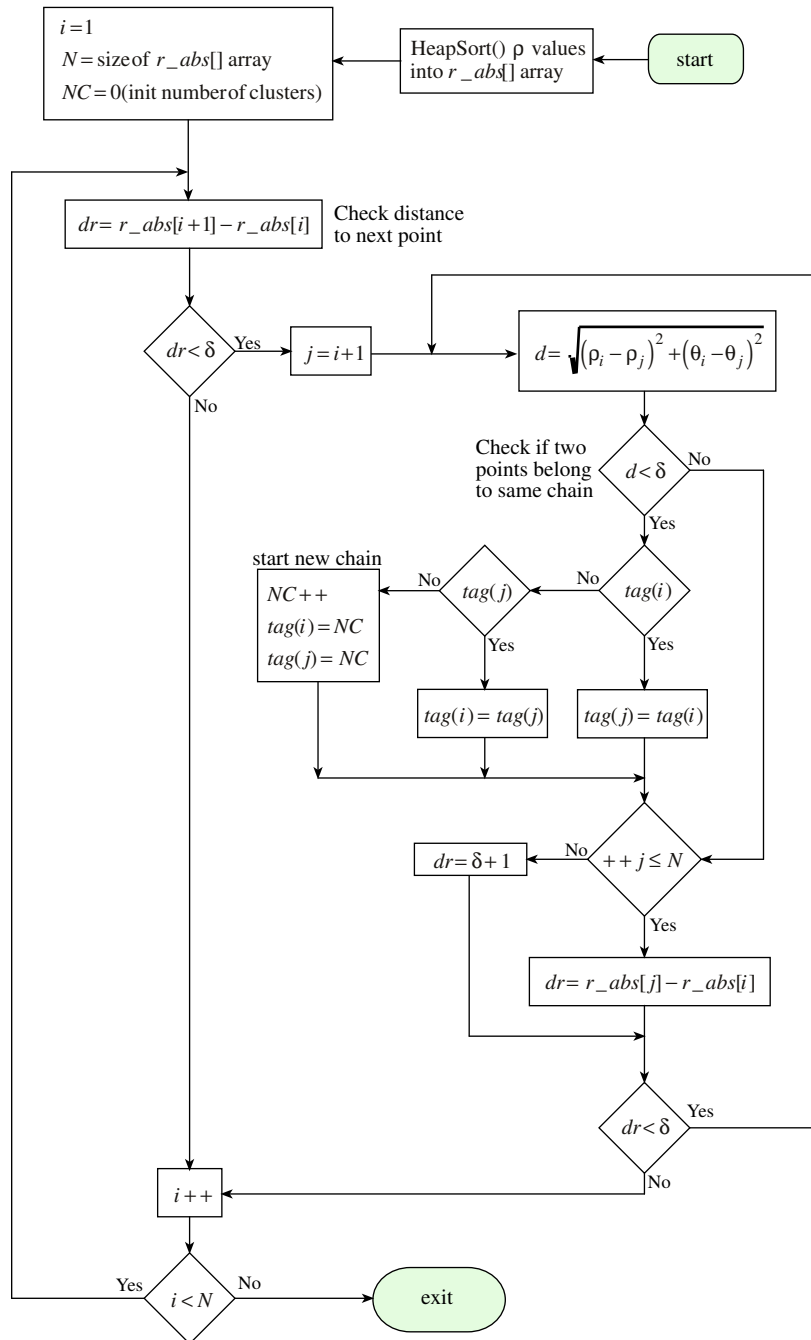 start
HeapSort() ρ values
into r_abs[] array
i=1
N=size of r_abs[] array
NC=0(init number of clusters)
dr= r_abs[i+1]−r_abs[i]
Check distance
to next point
dr<δ
Yes
No
j=i+1
d= √(ρi−ρj)²+(θi−θj)²
Check if two
points belong
to same chain
d<δ
No
Yes
tag(i)
No
Yes
tag(j)
No
Yes
start new chain
NC++
tag(i)=NC
tag(j)=NC
tag(i)=tag(j)
tag(j)=tag(i)
++j≤N
No
Yes
dr=δ+1
dr= r_abs[j]−r_abs[i]
dr<δ
Yes
No
i++
i<N
Yes
No
exit